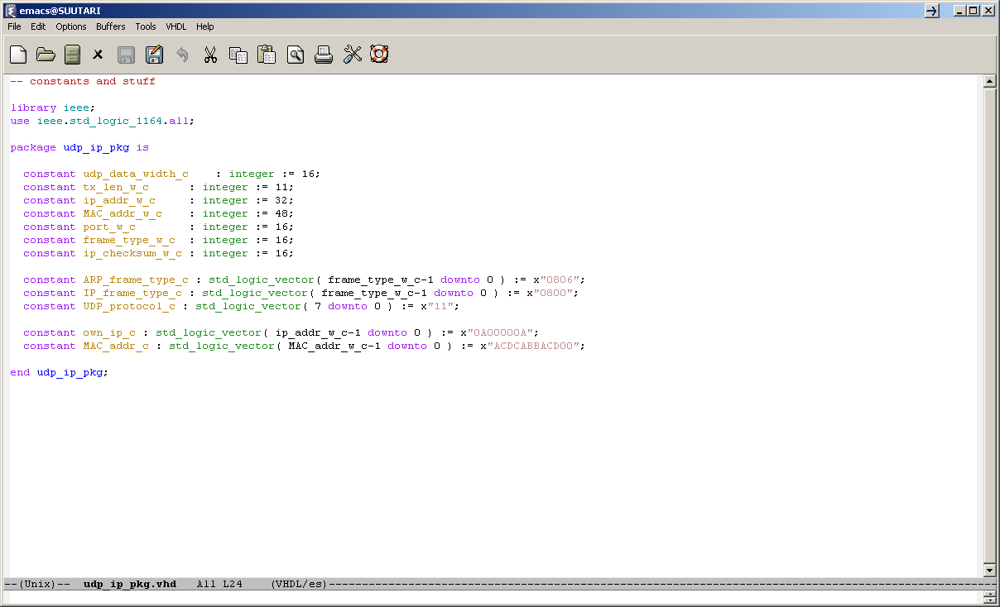 emacs@SUUTARI
File Edit Options Buffers Tools VHDL Help
-- constants and stuff
library ieee;
use ieee.std_logic_1164.all;
package udp_ip_pkg is
constant udp_data_width_c    : integer := 16;
constant tx_len_w_c      : integer := 11;
constant ip_addr_w_c     : integer := 32;
constant MAC_addr_w_c    : integer := 48;
constant port_w_c        : integer := 16;
constant frame_type_w_c  : integer := 16;
constant ip_checksum_w_c : integer := 16;
constant ARP_frame_type_c : std_logic_vector( frame_type_w_c-1 downto 0 ) := x"0806";
constant IP_frame_type_c : std_logic_vector( frame_type_w_c-1 downto 0 ) := x"0800";
constant UDP_protocol_c : std_logic_vector( 7 downto 0 ) := x"11";
constant own_ip_c : std_logic_vector( ip_addr_w_c-1 downto 0 ) := x"0A00000A";
constant MAC_addr_c : std_logic_vector( MAC_addr_w_c-1 downto 0 ) := x"ACDCABBACD00";
end udp_ip_pkg;
--(Unix)--  udp_ip_pkg.vhd   All L24    (VHDL/es)----------